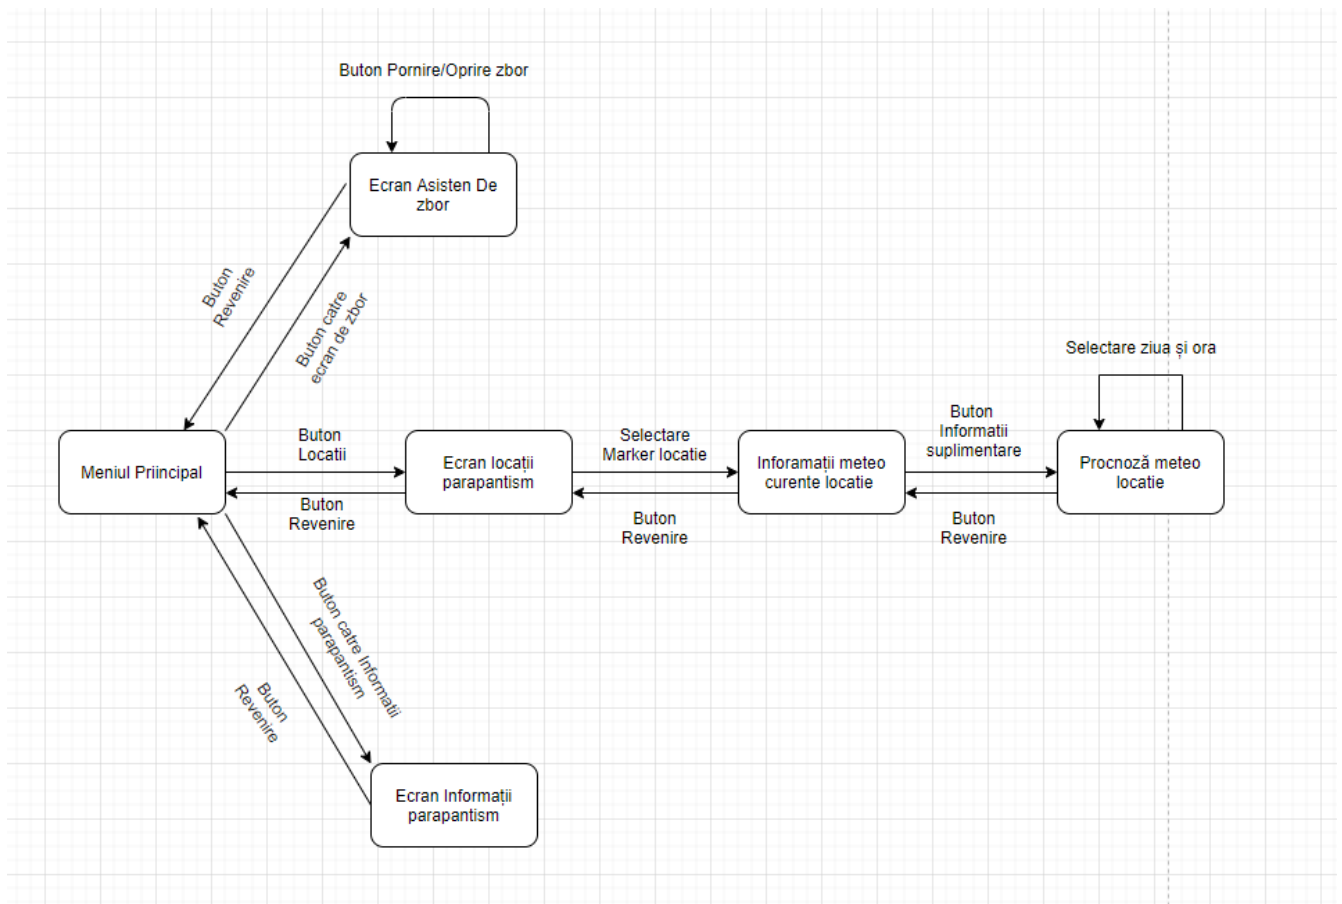 Buton Pornire/Oprire zbor
Ecran Asisten De
zbor
Buton
Revenire
Buton catre
ecran de zbor
Selectare ziua și ora
Meniul Priincipal
Buton
Locatii
Buton
Revenire
Ecran locații
parapantism
Selectare
Marker locatie
Buton
Revenire
Inforamații meteo
curente locatie
Buton
Informatii
suplimentare
Buton
Revenire
Procnoză meteo
locatie
Buton catre Informatii
parapantism
Buton
Revenire
Ecran Informații
parapantism